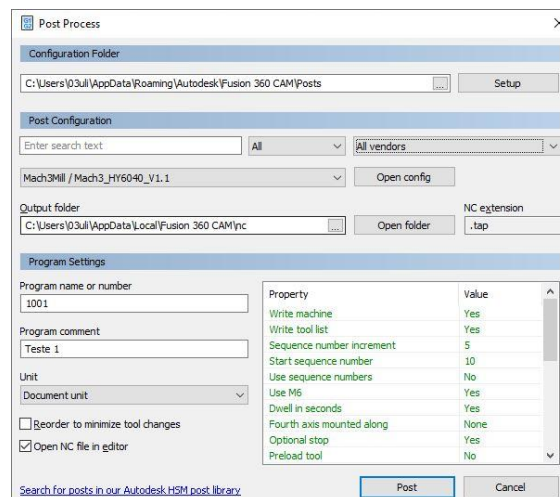 Post Process
Configuration Folder
C:\Users\03uli\AppData\Roaming\Autodesk\Fusion 360 CAM\Posts
...
Setup
Post Configuration
Enter search text
All
All vendors
Mach3Mill / Mach3_HY6040_V1.1
Open config
Output folder
NC extension
C:\Users\03uli\AppData\Local\Fusion 360 CAM\nc
...
Open folder
.tap
Program Settings
Program name or number
1001
Program comment
Teste 1
Unit
Document unit
Reorder to minimize tool changes
Open NC file in editor
Property Value
Write machine Yes
Write tool list Yes
Sequence number increment 5
Start sequence number 10
Use sequence numbers No
Use M6 Yes
Dwell in seconds Yes
Fourth axis mounted along None
Optional stop Yes
Preload tool No
Search for posts in our Autodesk HSM post library
Post
Cancel